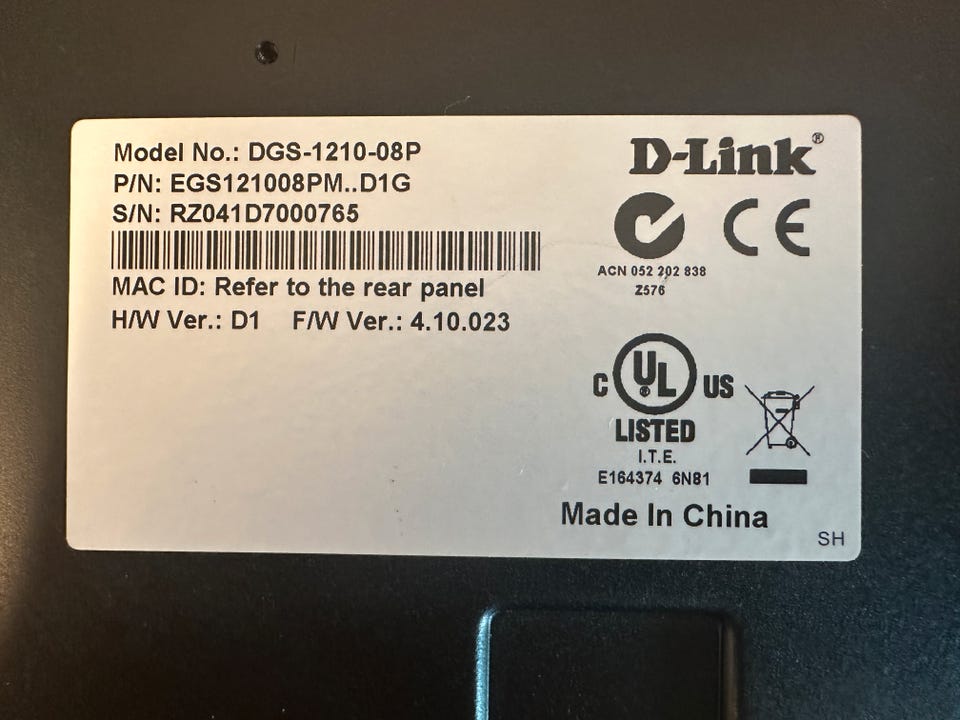 Model No.: DGS-1210-08P
P/N: EGS121008PM..D1G
S/N: RZ041D7000765
MAC ID: Refer to the rear panel
H/W Ver.: D1 F/W Ver.: 4.10.023
D-Link®
CE
ACN 052 202 838
Z576
C UL® US
LISTED
I.T.E.
E164374 6N81
Made In China
SH